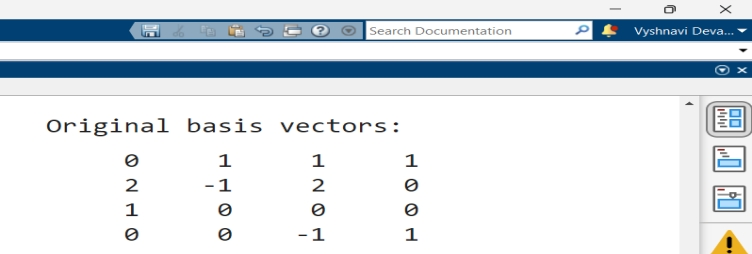 Search Documentation
Vyshnavi Deva...
Original basis vectors:
0 1 1 1
2 -1 2 0
1 0 0 0
0 0 -1 1